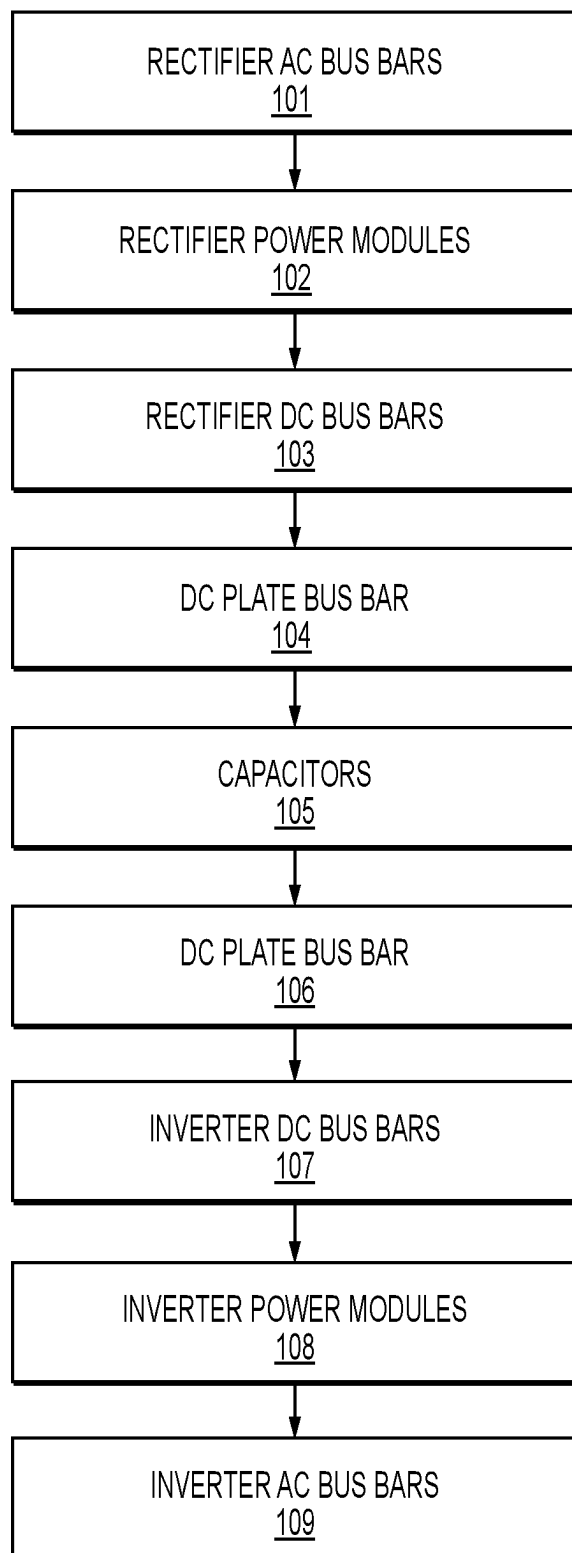 RECTIFIER AC BUS BARS
101
RECTIFIER POWER MODULES
102
RECTIFIER DC BUS BARS
103
DC PLATE BUS BAR
104
CAPACITORS
105
DC PLATE BUS BAR
106
INVERTER DC BUS BARS
107
INVERTER POWER MODULES
108
INVERTER AC BUS BARS
109